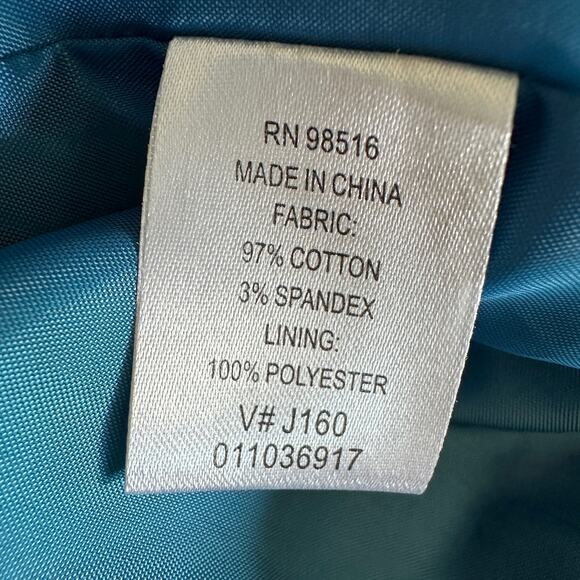 RN 98516
MADE IN CHINA
FABRIC:
97% COTTON
3% SPANDEX
LINING:
100% POLYESTER
V# J160
011036917